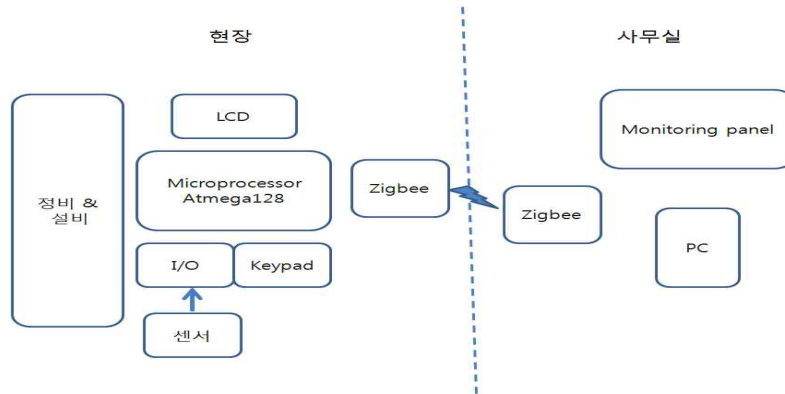 현장
사무실
LCD
Monitoring panel
Microprocessor
Atmega128
Zigbee
정비 &
설비
Zigbee
I/O
Keypad
PC
센서